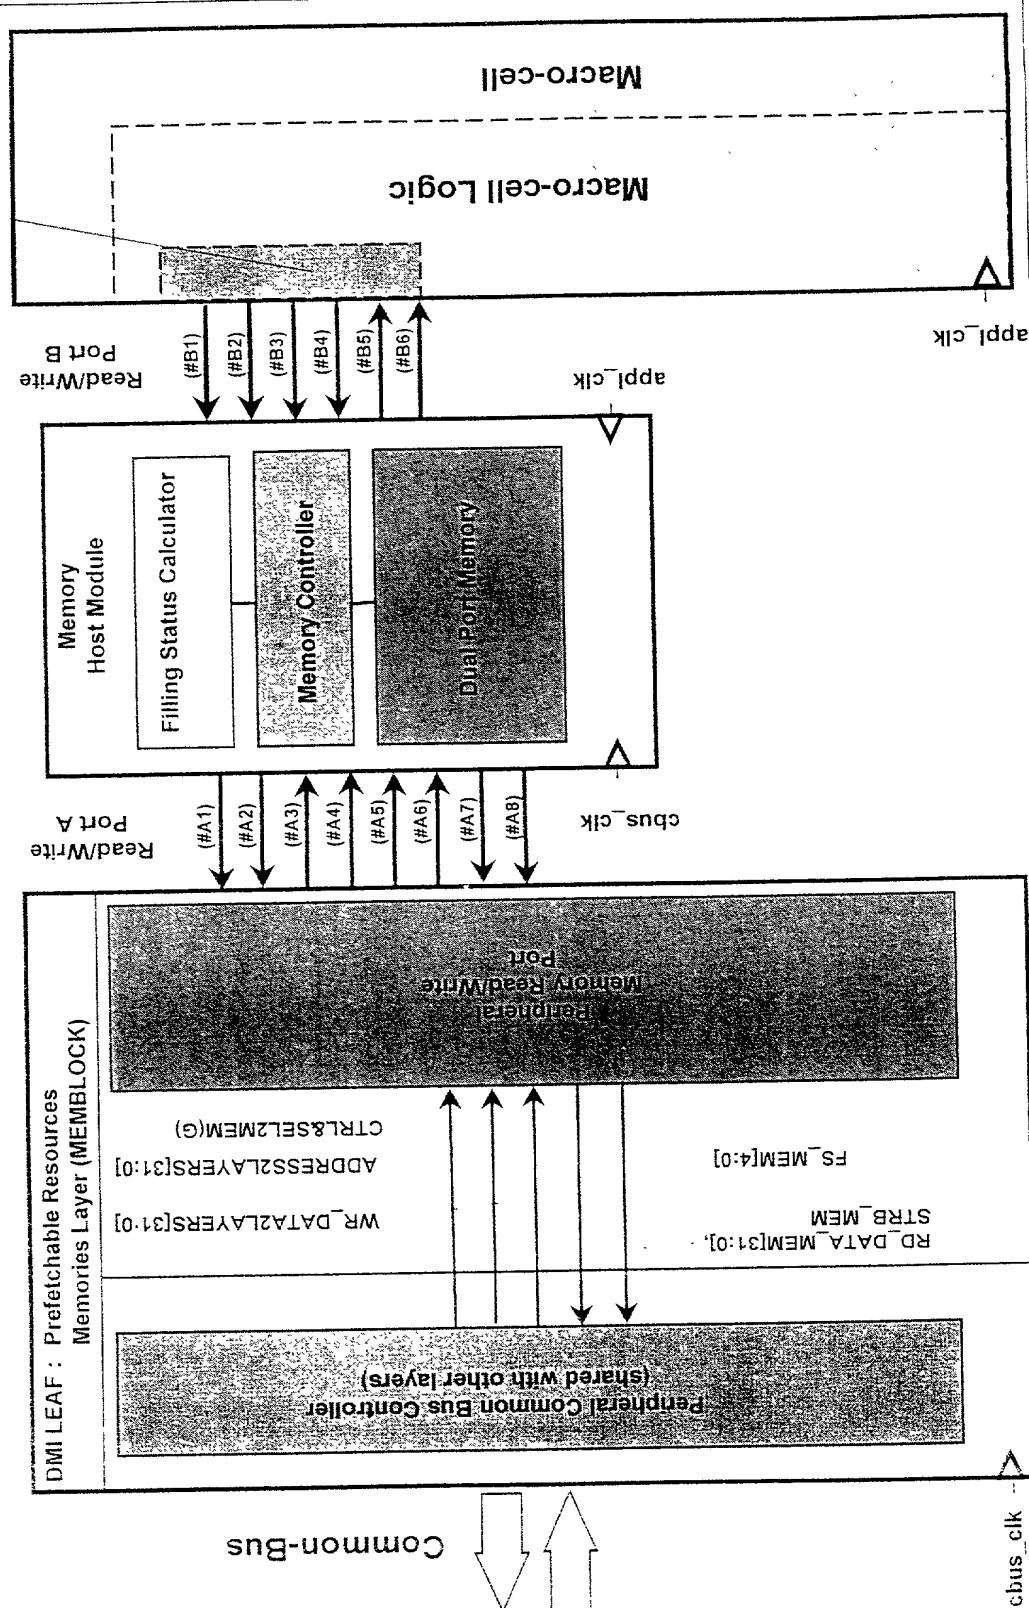 Macro-cell
Macro-cell Logic
appl_clk
Read/Write
Port B
(#B1)
(#B2)
(#B3)
(#B4)
(#B5)
(#B6)
appl_clk
Memory
Host Module
Filling Status Calculator
Memory Controller
Dual Port Memory
Read/Write
Port A
(#A1)
(#A2)
(#A3)
(#A4)
(#A5)
(#A6)
(#A7)
(#A8)
cbus_clk
DMI LEAF : Prefetchable Resources
Memories Layer (MEMBLOCK)
Peripheral
Memory Read/Write
Port
CTRL&SEL2MEM(G)
ADDRESS2LAYERS[31:0]
WR_DATA2LAYERS[31:0]
FS_MEM[4:0]
RD_DATA_MEM[31:0],
STRB_MEM
Peripheral Common Bus Controller
(shared with other layers)
Common-Bus
cbus_clk